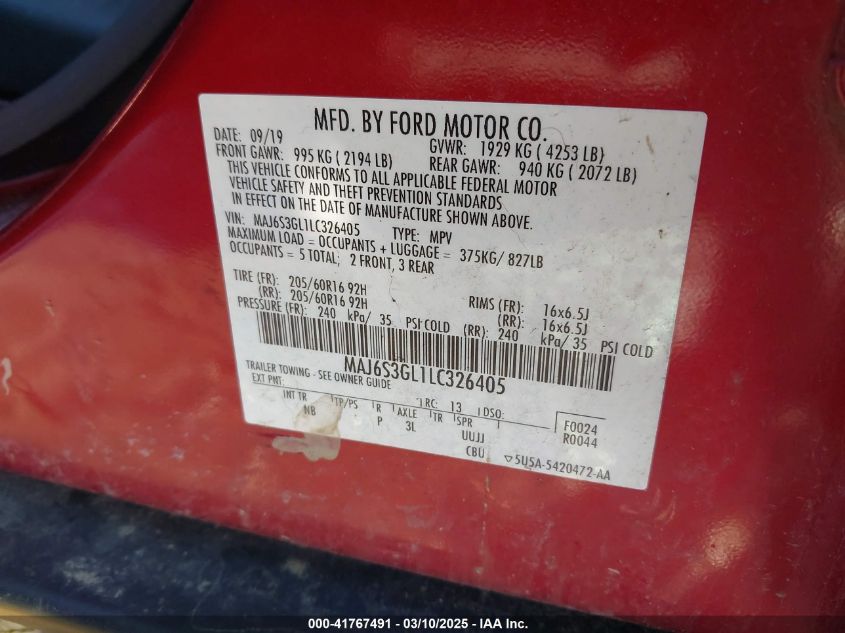 MFD. BY FORD MOTOR CO.
DATE: 09/19 GVWR: 1929 KG ( 4253 LB)
FRONT GAWR: 995 KG ( 2194 LB) REAR GAWR: 940 KG ( 2072 LB)
THIS VEHICLE CONFORMS TO ALL APPLICABLE FEDERAL MOTOR
VEHICLE SAFETY AND THEFT PREVENTION STANDARDS
IN EFFECT ON THE DATE OF MANUFACTURE SHOWN ABOVE.
VIN: MAJ6S3GL1LC326405 TYPE: MPV
MAXIMUM LOAD = OCCUPANTS + LUGGAGE = 375KG/ 827LB
OCCUPANTS = 5 TOTAL; 2 FRONT, 3 REAR
TIRE (FR): 205/60R16 92H RIMS (FR): 16x6.5J
(RR): 205/60R16 92H (RR): 16x6.5J
PRESSURE (FR): 240 kPa/ 35 PSI COLD (RR): 240 kPa/ 35 PSI COLD
MAJ6S3GL1LC326405
TRAILER TOWING - SEE OWNER GUIDE
EXT PNT: RC: 13 DSO: F0024
INT TR TP/PS R AXLE TR SPR R0044
NB P 3L UUJJ
CBU 5U5A-5420472-AA
000-41767491 - 03/10/2025 - IAA Inc.